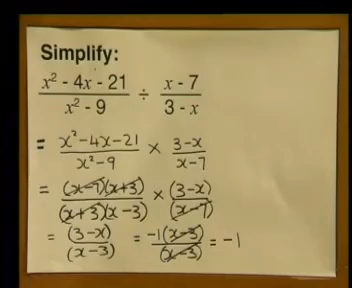 Simplify:
x² - 4x - 21 / x² - 9 ÷ x - 7 / 3 - x
= x² - 4x - 21 / x² - 9 × 3 - x / x - 7
= (x - 7)(x + 3) / (x + 3)(x - 3) × (3 - x) / (x - 7)
= (3 - x) / (x - 3) = -1(x - 3) / (x - 3) = -1